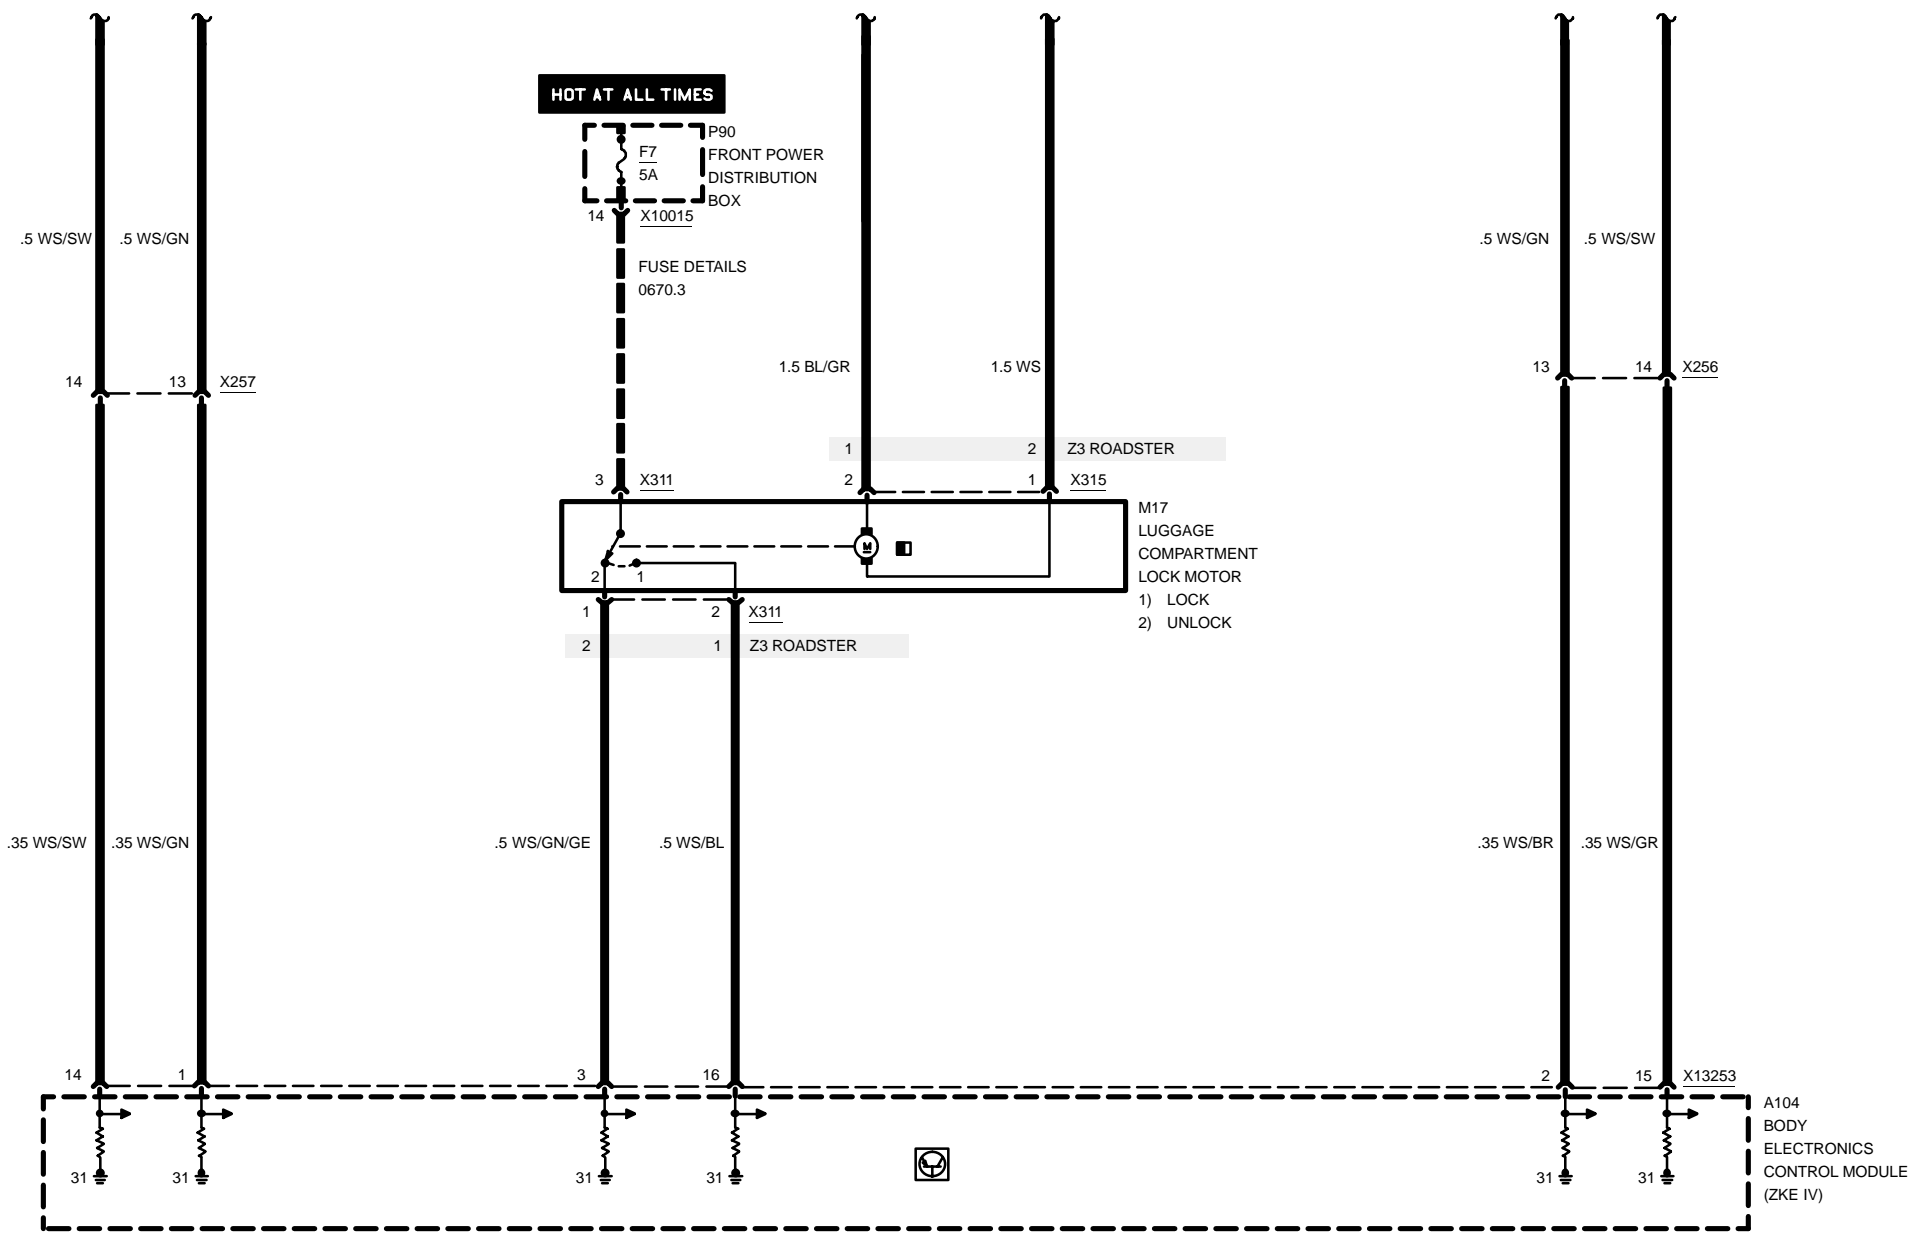 HOT AT ALL TIMES
P90
F7
FRONT POWER
5A
DISTRIBUTION
BOX
14 X10015
.5 WS/SW .5 WS/GN .5 WS/GN .5 WS/SW
FUSE DETAILS
0670.3
1.5 BL/GR 1.5 WS 13 14 X256
14 13 X257
1 2 Z3 ROADSTER
3 X311 2 1 X315
M17
LUGGAGE
COMPARTMENT
M
LOCK MOTOR
2 1
1) LOCK
2) UNLOCK
1 2 X311
2 1 Z3 ROADSTER
.35 WS/SW .35 WS/GN .5 WS/GN/GE .5 WS/BL .35 WS/BR .35 WS/GR
14 1 3 16 2 15 X13253
A104
BODY
ELECTRONICS
CONTROL MODULE
(ZKE IV)
31 31 31 31 31 31